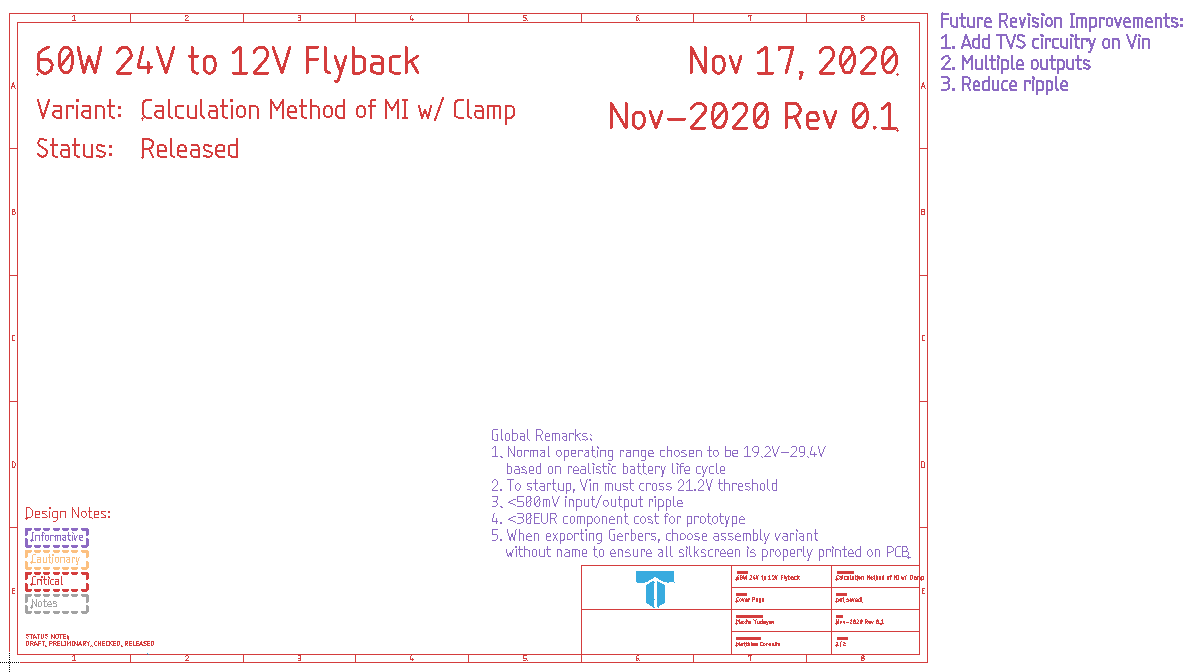 1 2 3 4 5 6 7 8
60W 24V to 12V Flyback
Nov 17, 2020
Variant: Calculation Method of MI w/ Clamp
Nov-2020 Rev 0.1
Status: Released
Future Revision Improvements:
1. Add TVS circuitry on Vin
2. Multiple outputs
3. Reduce ripple
A A
B B
C C
D D
E E
Global Remarks:
1. Normal operating range chosen to be 19.2V-29.4V
based on realistic battery life cycle
2. To startup, Vin must cross 21.2V threshold
3. <500mV input/output ripple
4. <30EUR component cost for prototype
5. When exporting Gerbers, choose assembly variant
without name to ensure all silkscreen is properly printed on PCB.
Design Notes:
Informative
Cautionary
Critical
Notes
STATUS NOTE:
DRAFT, PRELIMINARY, CHECKED, RELEASED
60W 24V to 12V Flyback
Calculation Method of MI w/ Clamp
Cover Page
Nov-2020 Rev 0.1
1 2 3 4 5 6 7 8